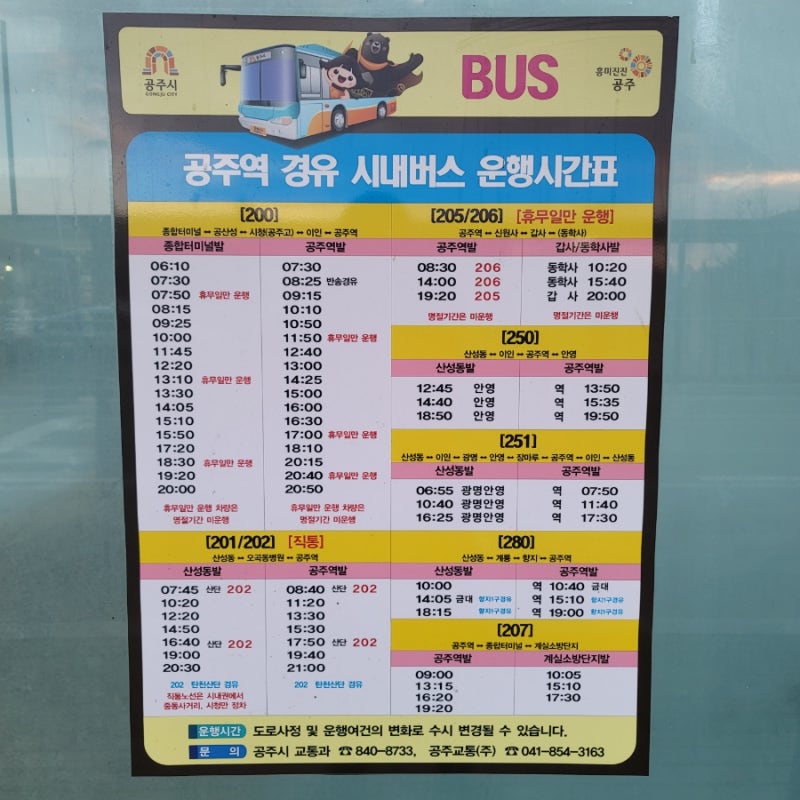 공주시
GONGJU CITY
BUS
흥미진진
공주
공주역 경유 시내버스 운행시간표
[200]
종합터미널 ↔ 공산성 ↔ 시청(공주고) ↔ 이인 ↔ 공주역
종합터미널발 공주역발
06:10 07:30
07:30 08:25 반송경유
07:50 휴무일만 운행 09:15
08:15 10:10
09:25 10:50
10:00 11:50 휴무일만 운행
11:45 12:40
12:20 13:00
13:10 휴무일만 운행 14:25
13:30 15:00
14:05 16:00
15:10 16:30
15:50 17:00 휴무일만 운행
17:20 18:10
18:30 휴무일만 운행 20:15
19:20 20:40 휴무일만 운행
20:00 20:50
휴무일만 운행 차량은 휴무일만 운행 차량은
명절기간 미운행 명절기간 미운행
[201/202] [직통]
산성동 ↔ 오곡동병원 ↔ 공주역
산성동발 공주역발
07:45 산단 202 08:40 산단 202
10:20 11:20
12:20 13:30
14:50 15:30
16:40 산단 202 17:50 산단 202
19:00 19:40
20:30 21:00
202 탄천산단 경유 202 탄천산단 경유
직통노선은 시내권에서
중동사거리, 시청만 정차
[205/206] [휴무일만 운행]
공주역 ↔ 신원사 ↔ 갑사 ↔ (동학사)
공주역발 갑사/동학사발
08:30 206 동학사 10:20
14:00 206 동학사 15:40
19:20 205 갑 사 20:00
명절기간은 미운행 명절기간은 미운행
[250]
산성동 ↔ 이인 ↔ 공주역 ↔ 안영
산성동발 공주역발
12:45 안영 역 13:50
14:40 안영 역 15:35
18:50 안영 역 19:50
[251]
산성동 ↔ 이인 ↔ 광명 ↔ 안영 ↔ 장마루 ↔ 공주역 ↔ 이인 ↔ 산성동
산성동발 공주역발
06:55 광명안영 역 07:50
10:40 광명안영 역 11:40
16:25 광명안영 역 17:30
[280]
산성동 ↔ 계룡 ↔ 향지 ↔ 공주역
산성동발 공주역발
10:00 역 10:40 금대
14:05 금대 향지1구경유 역 15:10 향지1구경유
18:15 향지1구경유 역 19:00 향지1구경유
[207]
공주역 ↔ 종합터미널 ↔ 계실소방단지
공주역발 계실소방단지발
09:00 10:05
13:15 15:10
16:20 17:30
19:20
운행시간 도로사정 및 운행여건의 변화로 수시 변경될 수 있습니다.
문 의 공주시 교통과 ☎840-8733, 공주교통(주) ☎041-854-3163